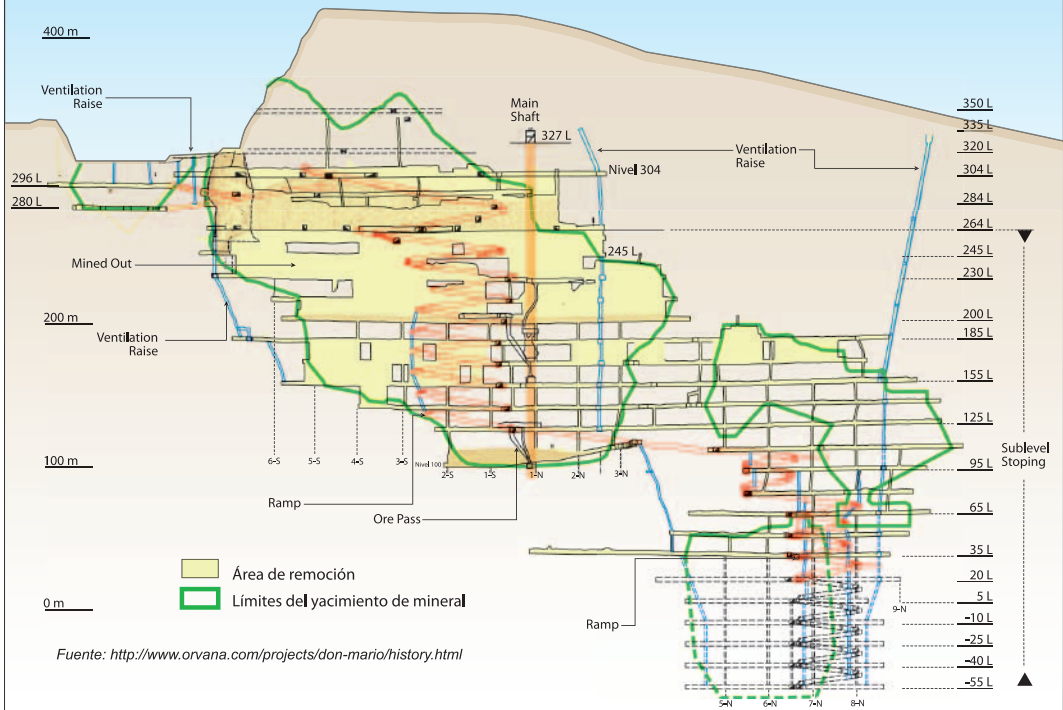 400 m
Ventilation
Raise
Main
Shaft
327 L
Ventilation
Raise
350 L
335 L
320 L
304 L
284 L
264 L
245 L
230 L
200 L
185 L
155 L
125 L
95 L
65 L
35 L
20 L
5 L
-10 L
-25 L
-40 L
-55 L
Nivel 304
296 L
280 L
245 L
Mined Out
200 m
Ventilation
Raise
Sublevel
Stoping
6-S
5-S
4-S
3-S
Nivel 100
2-S
1-S
1-N
2-N
3-N
100 m
Ramp
Ore Pass
Área de remoción
Límites del yacimiento de mineral
0 m
Ramp
9-N
Fuente: http://www.orvana.com/projects/don-mario/history.html
5-N
6-N
7-N
8-N